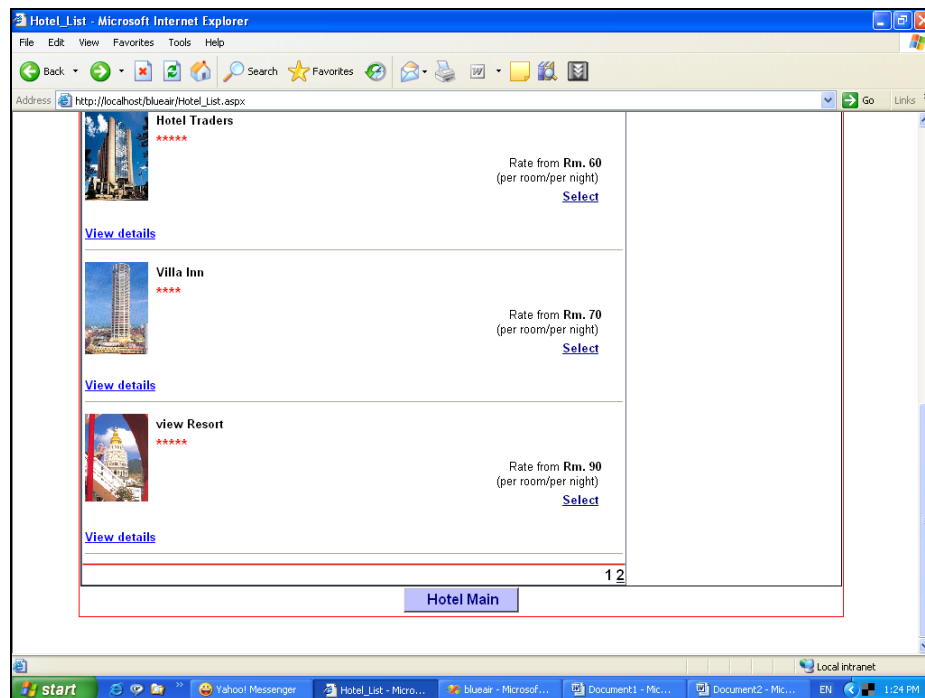 Hotel_List - Microsoft Internet Explorer
File Edit View Favorites Tools Help
Back Search Favorites
Address http://localhost/blueair/Hotel_List.aspx Go Links
Hotel Traders
*****
Rate from Rm. 60
(per room/per night)
Select
View details
Villa Inn
****
Rate from Rm. 70
(per room/per night)
Select
View details
view Resort
*****
Rate from Rm. 90
(per room/per night)
Select
View details
1 2
Hotel Main
Local intranet
start Yahoo! Messenger Hotel_List - Micro... blueair - Microsof... Document1 - Mic... Document2 - Mic... EN 1:24 PM